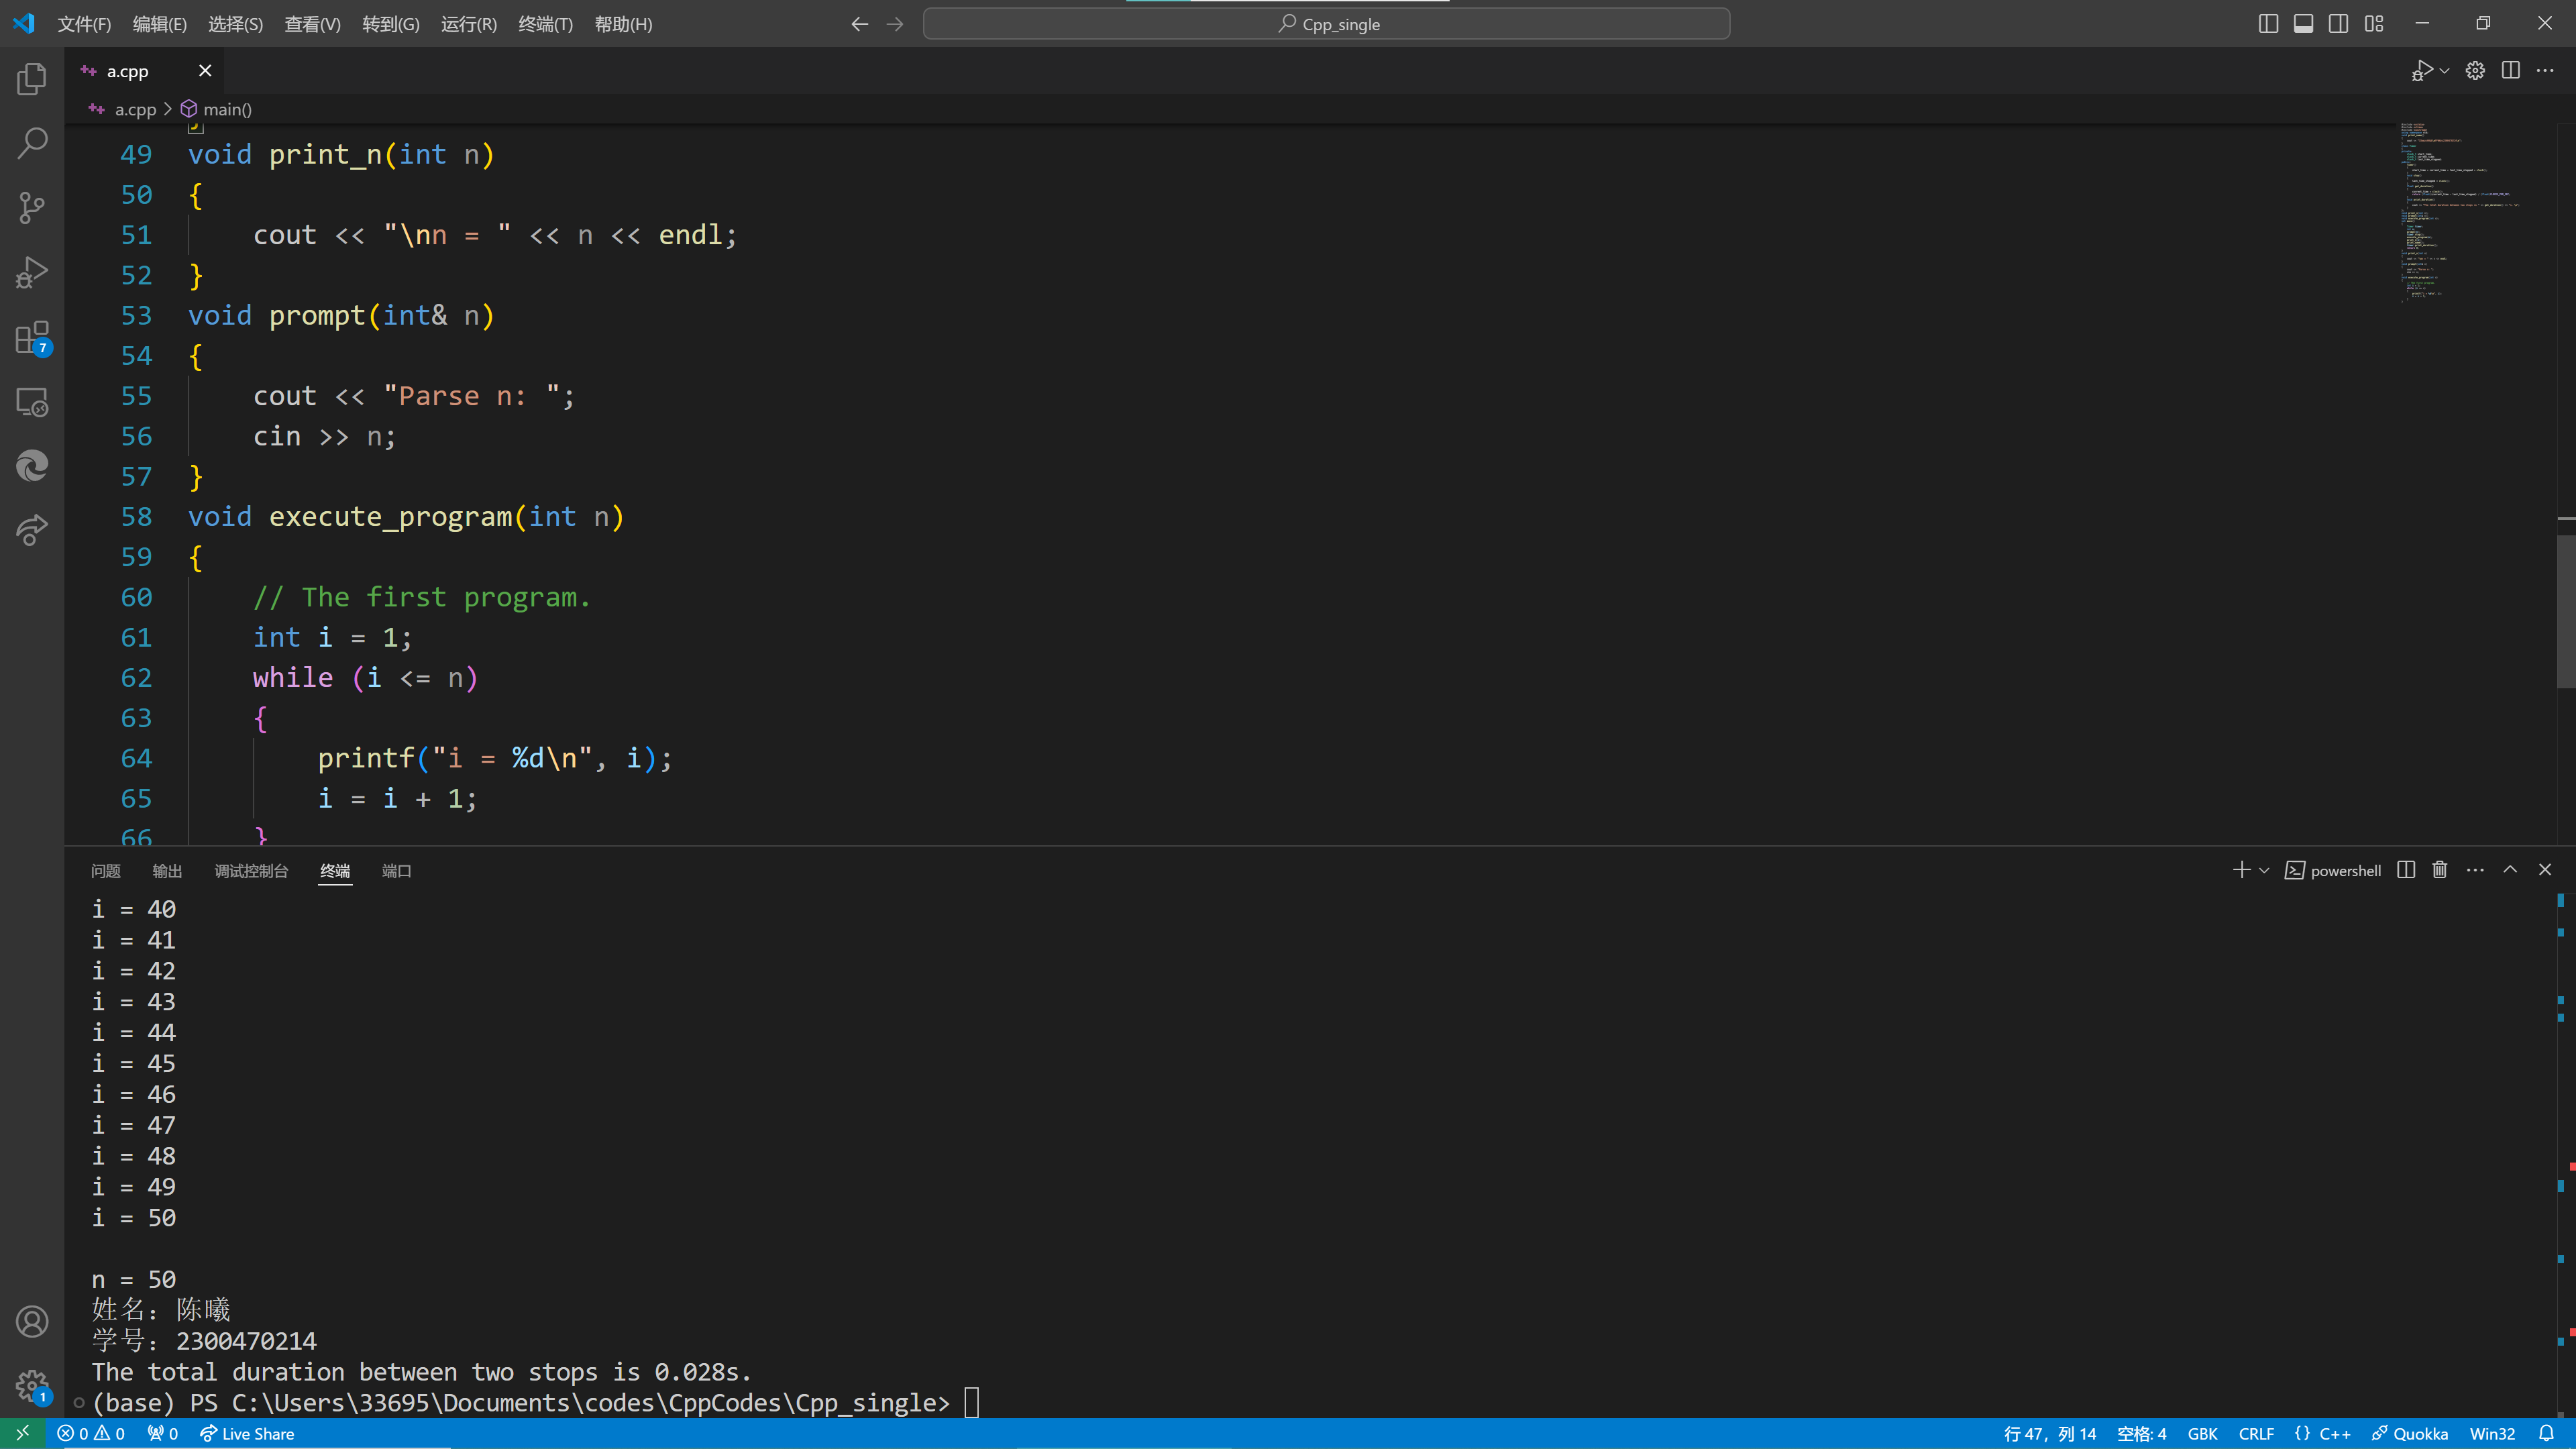 文件(F) 编辑(E) 选择(S) 查看(V) 转到(G) 运行(R) 终端(T) 帮助(H)
Cpp_single
a.cpp
a.cpp > main()
49 void print_n(int n)
50 {
51 cout << "\nn = " << n << endl;
52 }
53 void prompt(int& n)
54 {
55 cout << "Parse n: ";
56 cin >> n;
57 }
58 void execute_program(int n)
59 {
60 // The first program.
61 int i = 1;
62 while (i <= n)
63 {
64 printf("i = %d\n", i);
65 i = i + 1;
66 }
7
问题 输出 调试控制台 终端 端口
powershell
i = 40
i = 41
i = 42
i = 43
i = 44
i = 45
i = 46
i = 47
i = 48
i = 49
i = 50
n = 50
姓名: 陈曦
学号: 2300470214
The total duration between two stops is 0.028s.
(base) PS C:\Users\33695\Documents\codes\CppCodes\Cpp_single>
1
0 0 0 Live Share 行 47，列 14 空格: 4 GBK CRLF {} C++ Quokka Win32